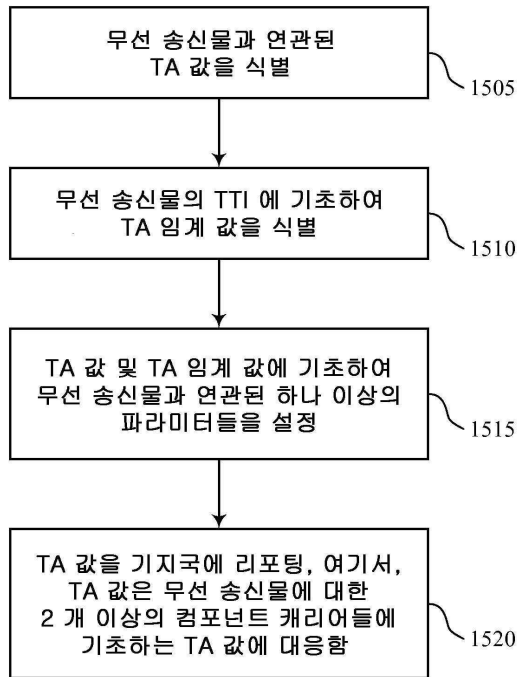 무선 송신물과 연관된
TA 값을 식별
1505
무선 송신물의 TTI 에 기초하여
TA 임계 값을 식별
1510
TA 값 및 TA 임계 값에 기초하여
무선 송신물과 연관된 하나 이상의
파라미터들을 설정
1515
TA 값을 기지국에 리포팅, 여기서,
TA 값은 무선 송신물에 대한
2 개 이상의 컴포넌트 캐리어들에
기초하는 TA 값에 대응함
1520